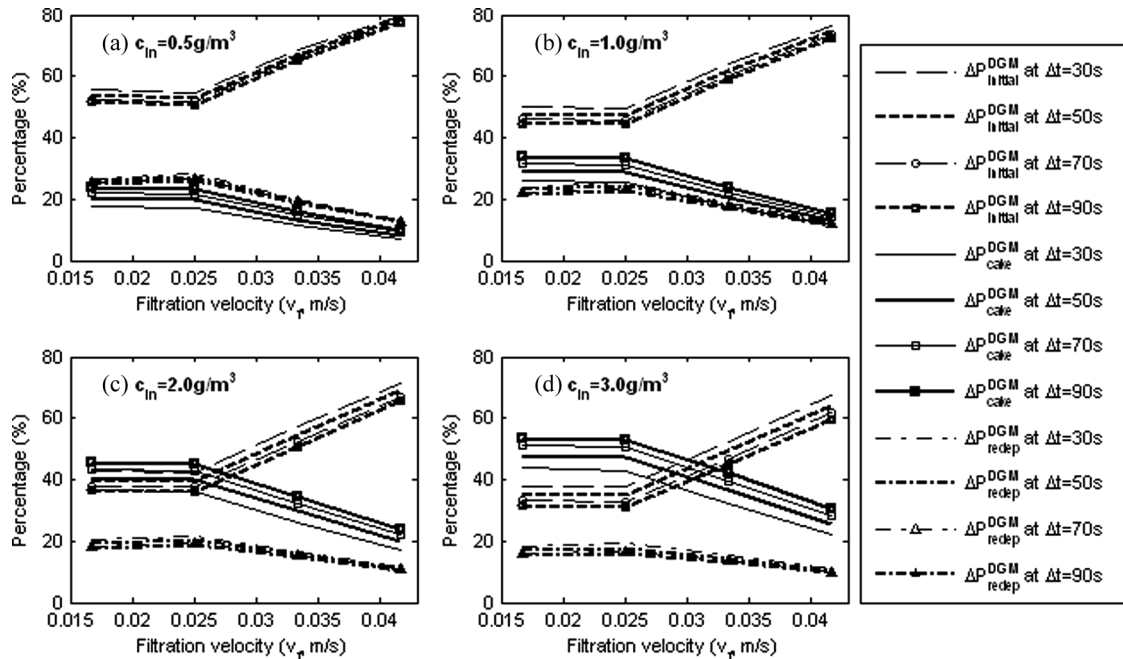 (a) c_in=0.5g/m³
Percentage (%)
80
60
40
20
0
0.015 0.02 0.025 0.03 0.035 0.04
Filtration velocity (v_f, m/s)
(b) c_in=1.0g/m³
Percentage (%)
80
60
40
20
0
0.015 0.02 0.025 0.03 0.035 0.04
Filtration velocity (v_f, m/s)
(c) c_in=2.0g/m³
Percentage (%)
80
60
40
20
0
0.015 0.02 0.025 0.03 0.035 0.04
Filtration velocity (v_f, m/s)
(d) c_in=3.0g/m³
Percentage (%)
80
60
40
20
0
0.015 0.02 0.025 0.03 0.035 0.04
Filtration velocity (v_f, m/s)
ΔP^DGM_initial at Δt=30s
ΔP^DGM_initial at Δt=50s
ΔP^DGM_initial at Δt=70s
ΔP^DGM_initial at Δt=90s
ΔP^DGM_cake at Δt=30s
ΔP^DGM_cake at Δt=50s
ΔP^DGM_cake at Δt=70s
ΔP^DGM_cake at Δt=90s
ΔP^DGM_redep at Δt=30s
ΔP^DGM_redep at Δt=50s
ΔP^DGM_redep at Δt=70s
ΔP^DGM_redep at Δt=90s